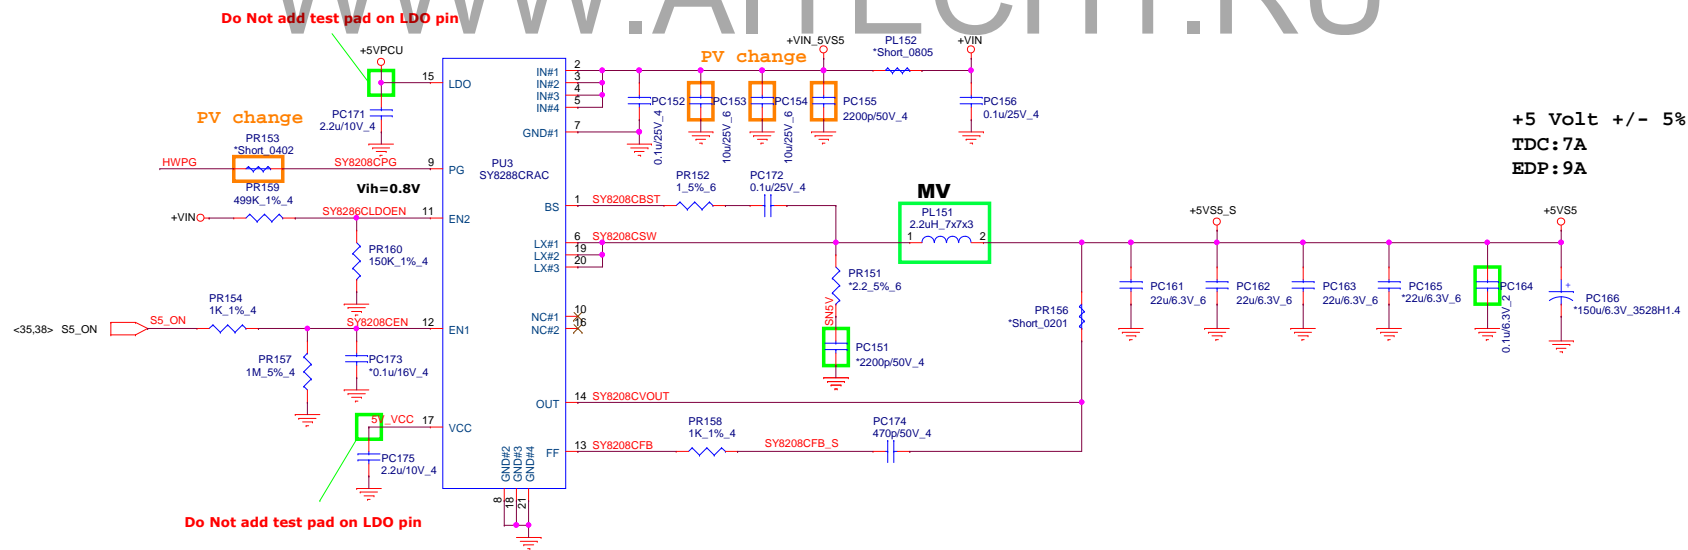 WWW.AITECH1.RU
Do Not add test pad on LDO pin
+5VPCU
15
LDO
PC171
2.2u/10V_4
PV change
PR153
*Short_0402
HWPG
SY8208CPG
9
PG
PR159
499K_1%_4
Vih=0.8V
+VIN
SY8286CLDOEN
11
EN2
PR160
150K_1%_4
PR154
1K_1%_4
<35,38>
S5_ON
S5_ON
SY8208CEN
12
EN1
PR157
1M_5%_4
PC173
*0.1u/16V_4
5V_VCC
17
VCC
PC175
2.2u/10V_4
Do Not add test pad on LDO pin
PU3
SY8288CRAC
IN#1
2
IN#2
3
IN#3
4
IN#4
5
GND#1
7
BS
1
SY8208CBST
LX#1
6
SY8208CSW
LX#2
19
LX#3
20
NC#1
10
NC#2
16
OUT
14
SY8208CVOUT
FF
13
SY8208CFB
GND#2
GND#3
GND#4
8
18
21
PV change
+VIN_5VS5
PL152
*Short_0805
+VIN
PC152
0.1u/25V_4
PC153
10u/25V_6
PC154
10u/25V_6
PC155
2200p/50V_4
PC156
0.1u/25V_4
PR152
1_5%_6
PC172
0.1u/25V_4
MV
PL151
2.2uH_7x7x3
1
2
PR151
*2.2_5%_6
SN5V
PC151
*2200p/50V_4
PR156
*Short_0201
PR158
1K_1%_4
SY8208CFB_S
PC174
470p/50V_4
+5VS5_S
+5VS5
PC161
22u/6.3V_6
PC162
22u/6.3V_6
PC163
22u/6.3V_6
PC165
*22u/6.3V_6
PC164
0.1u/6.3V_2
PC166
*150u/6.3V_3528H1.4
+
+5 Volt +/- 5%
TDC:7A
EDP:9A